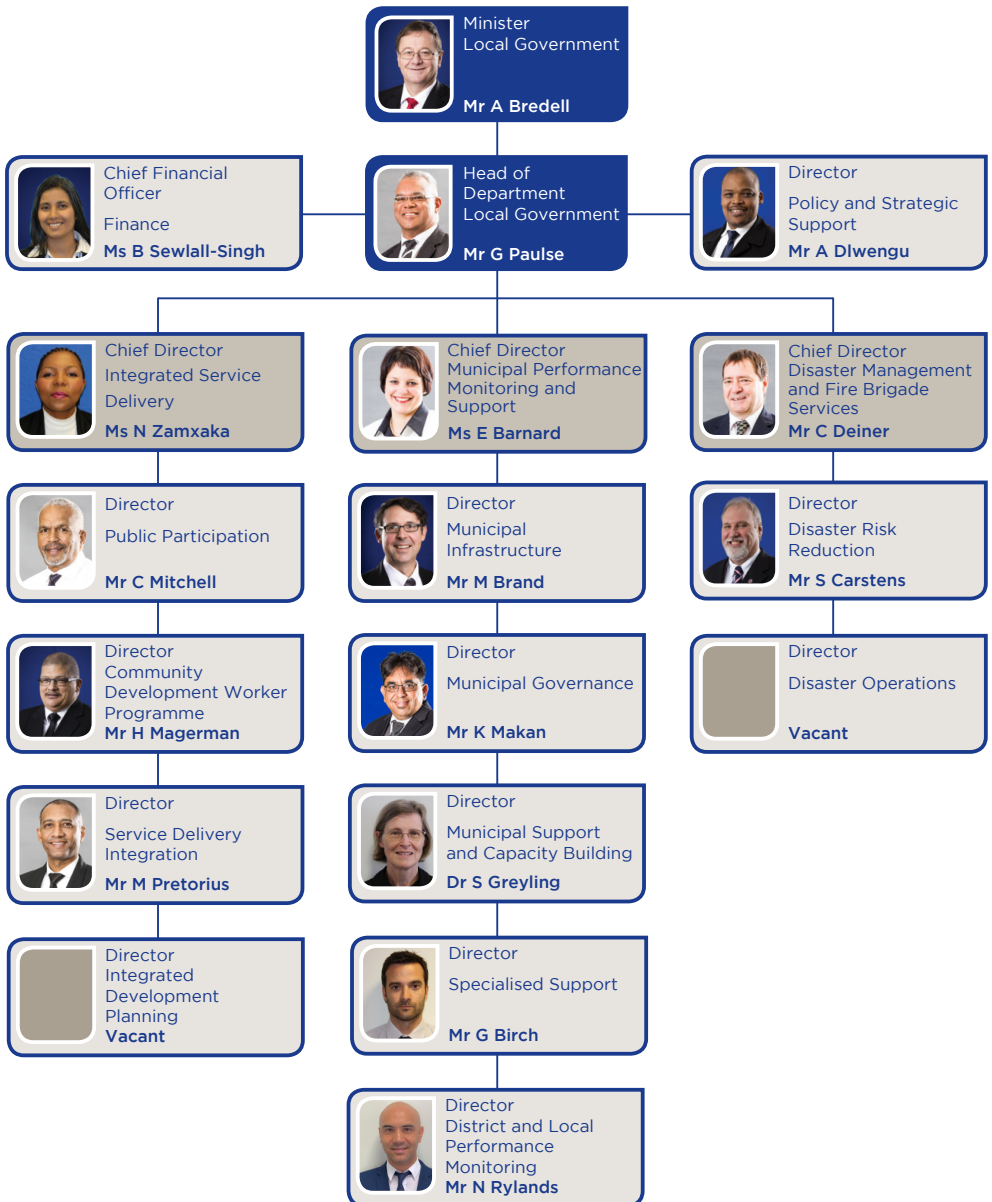 Minister
Local Government
Mr A Bredell
Chief Financial
Officer
Finance
Ms B Sewlall-Singh
Head of
Department
Local Government
Mr G Paulse
Director
Policy and Strategic
Support
Mr A Dlwengu
Chief Director
Integrated Service
Delivery
Ms N Zamxaka
Chief Director
Municipal Performance
Monitoring and
Support
Ms E Barnard
Chief Director
Disaster Management
and Fire Brigade
Services
Mr C Deiner
Director
Public Participation
Mr C Mitchell
Director
Municipal
Infrastructure
Mr M Brand
Director
Disaster Risk
Reduction
Mr S Carstens
Director
Community
Development Worker
Programme
Mr H Magerman
Director
Municipal Governance
Mr K Makan
Director
Disaster Operations
Vacant
Director
Service Delivery
Integration
Mr M Pretorius
Director
Municipal Support
and Capacity Building
Dr S Greyling
Director
Integrated
Development
Planning
Vacant
Director
Specialised Support
Mr G Birch
Director
District and Local
Performance
Monitoring
Mr N Rylands